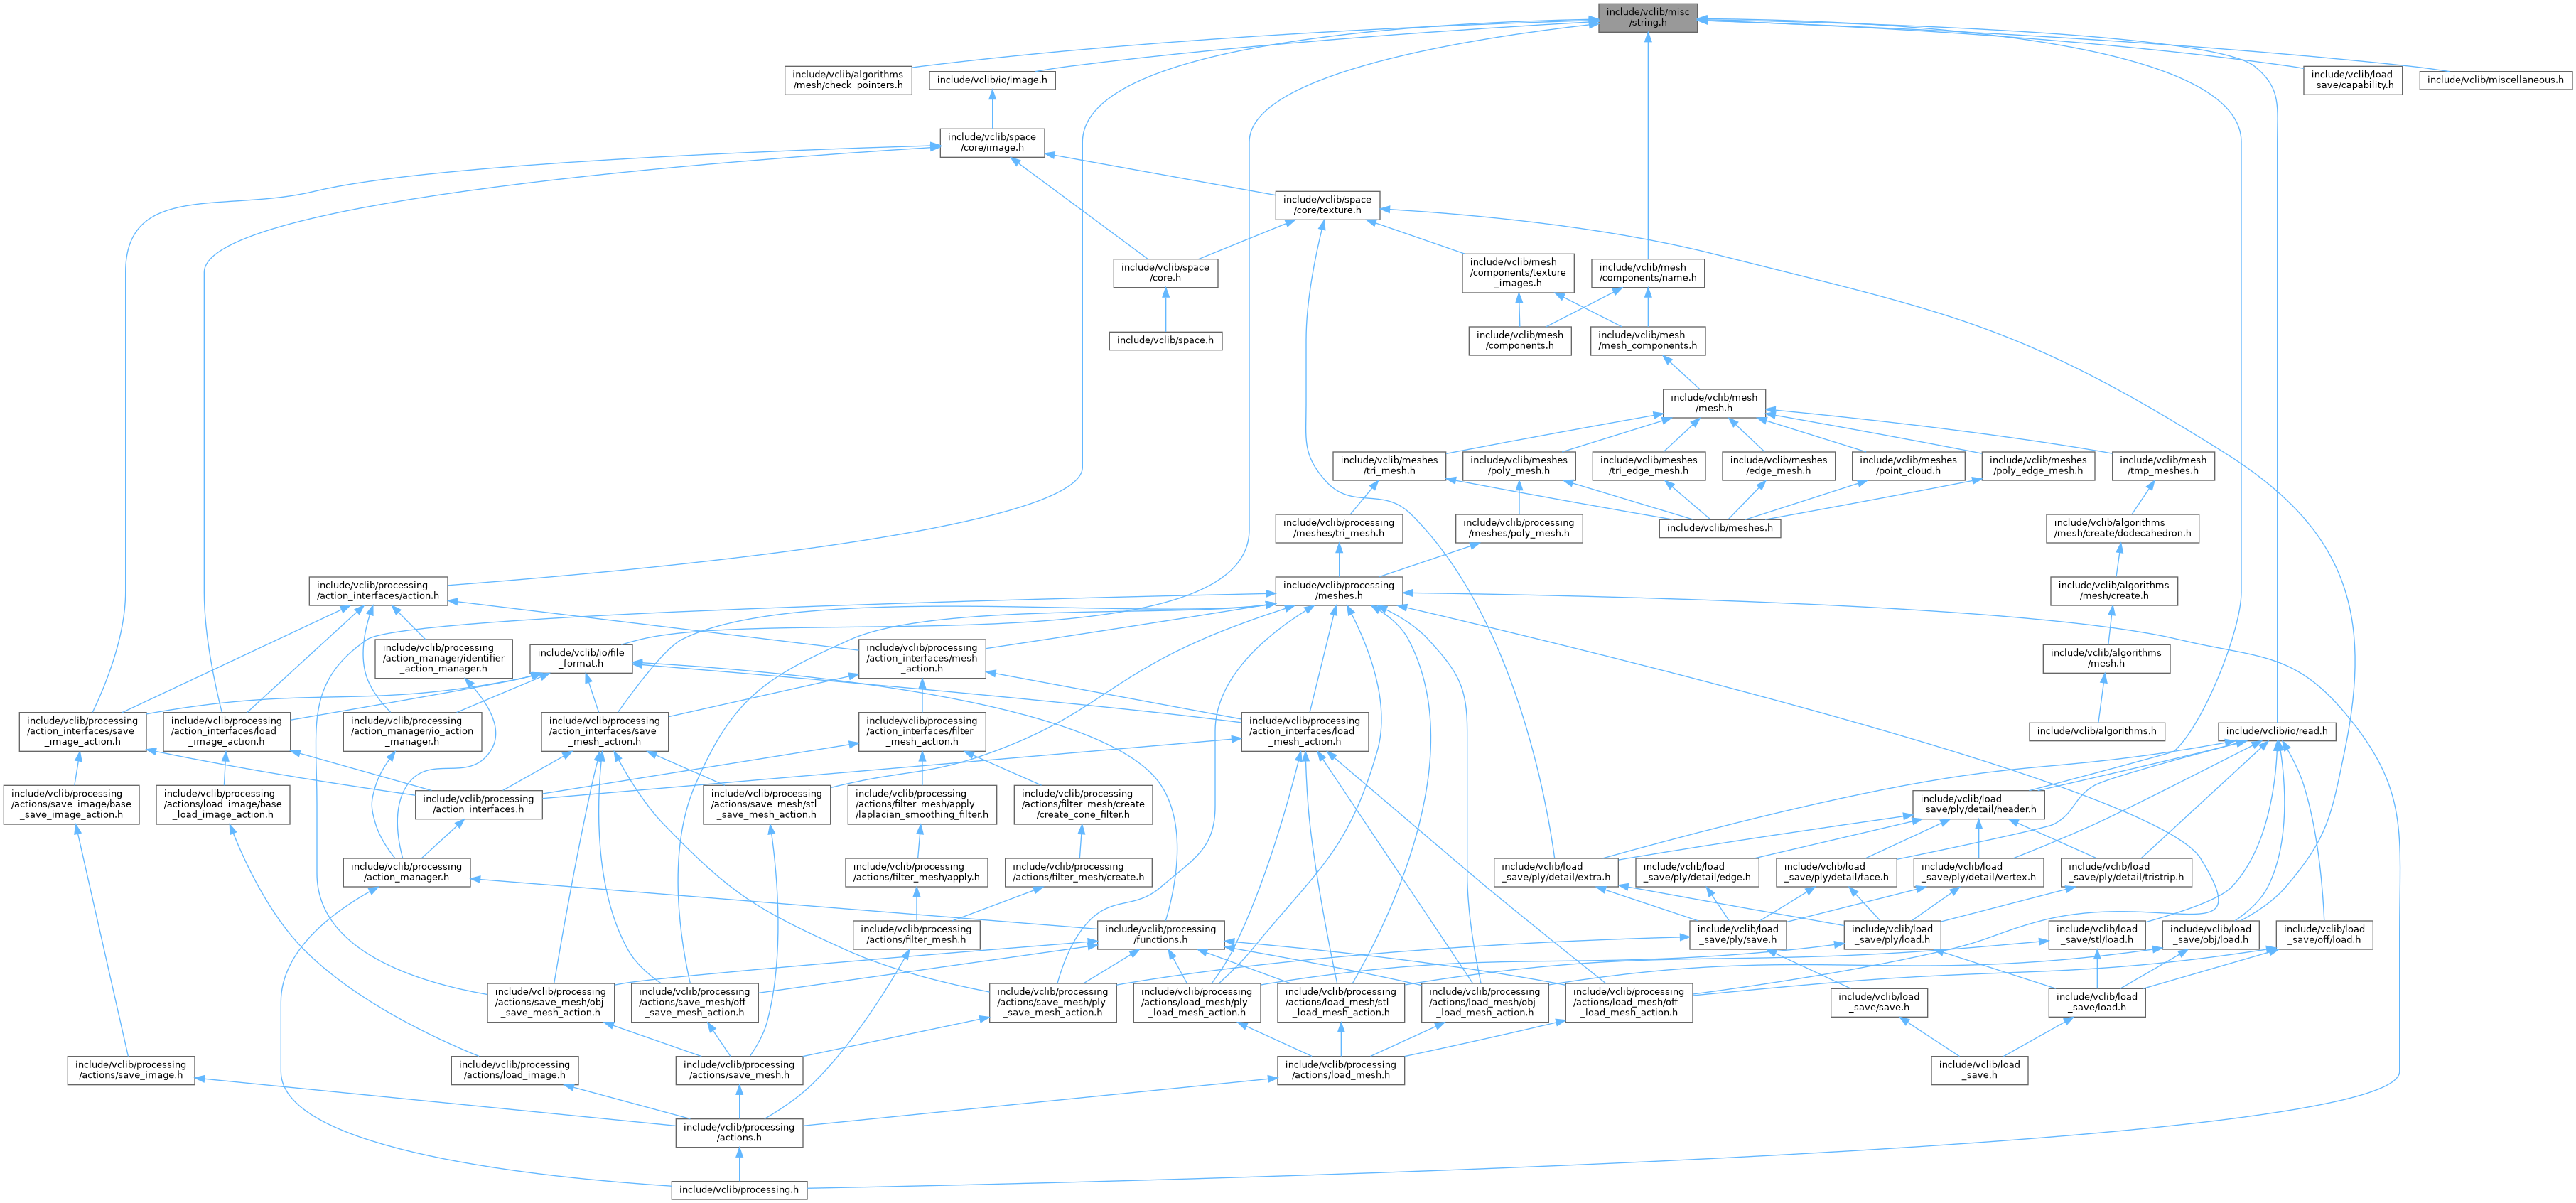 include/vclib/misc
/string.h
include/vclib/algorithms
/mesh/check_pointers.h
include/vclib/io/image.h
include/vclib/load
_save/capability.h
include/vclib/miscellaneous.h
include/vclib/space
/core/image.h
include/vclib/space
/core/texture.h
include/vclib/space
/core.h
include/vclib/mesh
/components/texture
_images.h
include/vclib/mesh
/components/name.h
include/vclib/space.h
include/vclib/mesh
/components.h
include/vclib/mesh
/mesh_components.h
include/vclib/mesh
/mesh.h
include/vclib/meshes
/tri_mesh.h
include/vclib/meshes
/poly_mesh.h
include/vclib/meshes
/tri_edge_mesh.h
include/vclib/meshes
/edge_mesh.h
include/vclib/meshes
/point_cloud.h
include/vclib/meshes
/poly_edge_mesh.h
include/vclib/mesh
/tmp_meshes.h
include/vclib/processing
/meshes/tri_mesh.h
include/vclib/processing
/meshes/poly_mesh.h
include/vclib/meshes.h
include/vclib/algorithms
/mesh/create/dodecahedron.h
include/vclib/processing
/action_interfaces/action.h
include/vclib/processing
/meshes.h
include/vclib/algorithms
/mesh/create.h
include/vclib/processing
/action_manager/identifier
_action_manager.h
include/vclib/io/file
_format.h
include/vclib/processing
/action_interfaces/mesh
_action.h
include/vclib/algorithms
/mesh.h
include/vclib/processing
/action_interfaces/save
_image_action.h
include/vclib/processing
/action_interfaces/load
_image_action.h
include/vclib/processing
/action_manager/io_action
_manager.h
include/vclib/processing
/action_interfaces/save
_mesh_action.h
include/vclib/processing
/action_interfaces/filter
_mesh_action.h
include/vclib/processing
/action_interfaces/load
_mesh_action.h
include/vclib/algorithms.h
include/vclib/io/read.h
include/vclib/processing
/actions/save_image/base
_save_image_action.h
include/vclib/processing
/actions/load_image/base
_load_image_action.h
include/vclib/processing
/action_interfaces.h
include/vclib/processing
/actions/save_mesh/stl
_save_mesh_action.h
include/vclib/processing
/actions/filter_mesh/apply
/laplacian_smoothing_filter.h
include/vclib/processing
/actions/filter_mesh/create
/create_cone_filter.h
include/vclib/load
_save/ply/detail/header.h
include/vclib/processing
/action_manager.h
include/vclib/processing
/actions/filter_mesh/apply.h
include/vclib/processing
/actions/filter_mesh/create.h
include/vclib/load
_save/ply/detail/extra.h
include/vclib/load
_save/ply/detail/edge.h
include/vclib/load
_save/ply/detail/face.h
include/vclib/load
_save/ply/detail/vertex.h
include/vclib/load
_save/ply/detail/tristrip.h
include/vclib/processing
/actions/filter_mesh.h
include/vclib/processing
/functions.h
include/vclib/load
_save/ply/save.h
include/vclib/load
_save/ply/load.h
include/vclib/load
_save/stl/load.h
include/vclib/load
_save/obj/load.h
include/vclib/load
_save/off/load.h
include/vclib/processing
/actions/save_mesh/obj
_save_mesh_action.h
include/vclib/processing
/actions/save_mesh/off
_save_mesh_action.h
include/vclib/processing
/actions/save_mesh/ply
_save_mesh_action.h
include/vclib/processing
/actions/load_mesh/ply
_load_mesh_action.h
include/vclib/processing
/actions/load_mesh/stl
_load_mesh_action.h
include/vclib/processing
/actions/load_mesh/obj
_load_mesh_action.h
include/vclib/processing
/actions/load_mesh/off
_load_mesh_action.h
include/vclib/load
_save/save.h
include/vclib/load
_save/load.h
include/vclib/processing
/actions/save_image.h
include/vclib/processing
/actions/load_image.h
include/vclib/processing
/actions/save_mesh.h
include/vclib/processing
/actions/load_mesh.h
include/vclib/load
_save.h
include/vclib/processing
/actions.h
include/vclib/processing.h